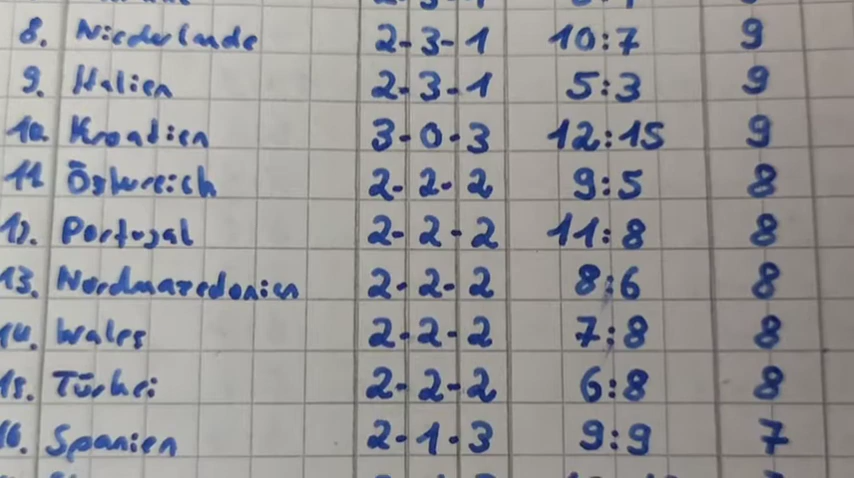 8. Niederlande 2-3-1 10:7 9
9. Italien 2-3-1 5:3 9
10. Kroatien 3-0-3 12:15 9
11. Österreich 2-2-2 9:5 8
12. Portugal 2-2-2 11:8 8
13. Nordmazedonien 2-2-2 8:6 8
14. Wales 2-2-2 7:8 8
15. Türkei 2-2-2 6:8 8
16. Spanien 2-1-3 9:9 7